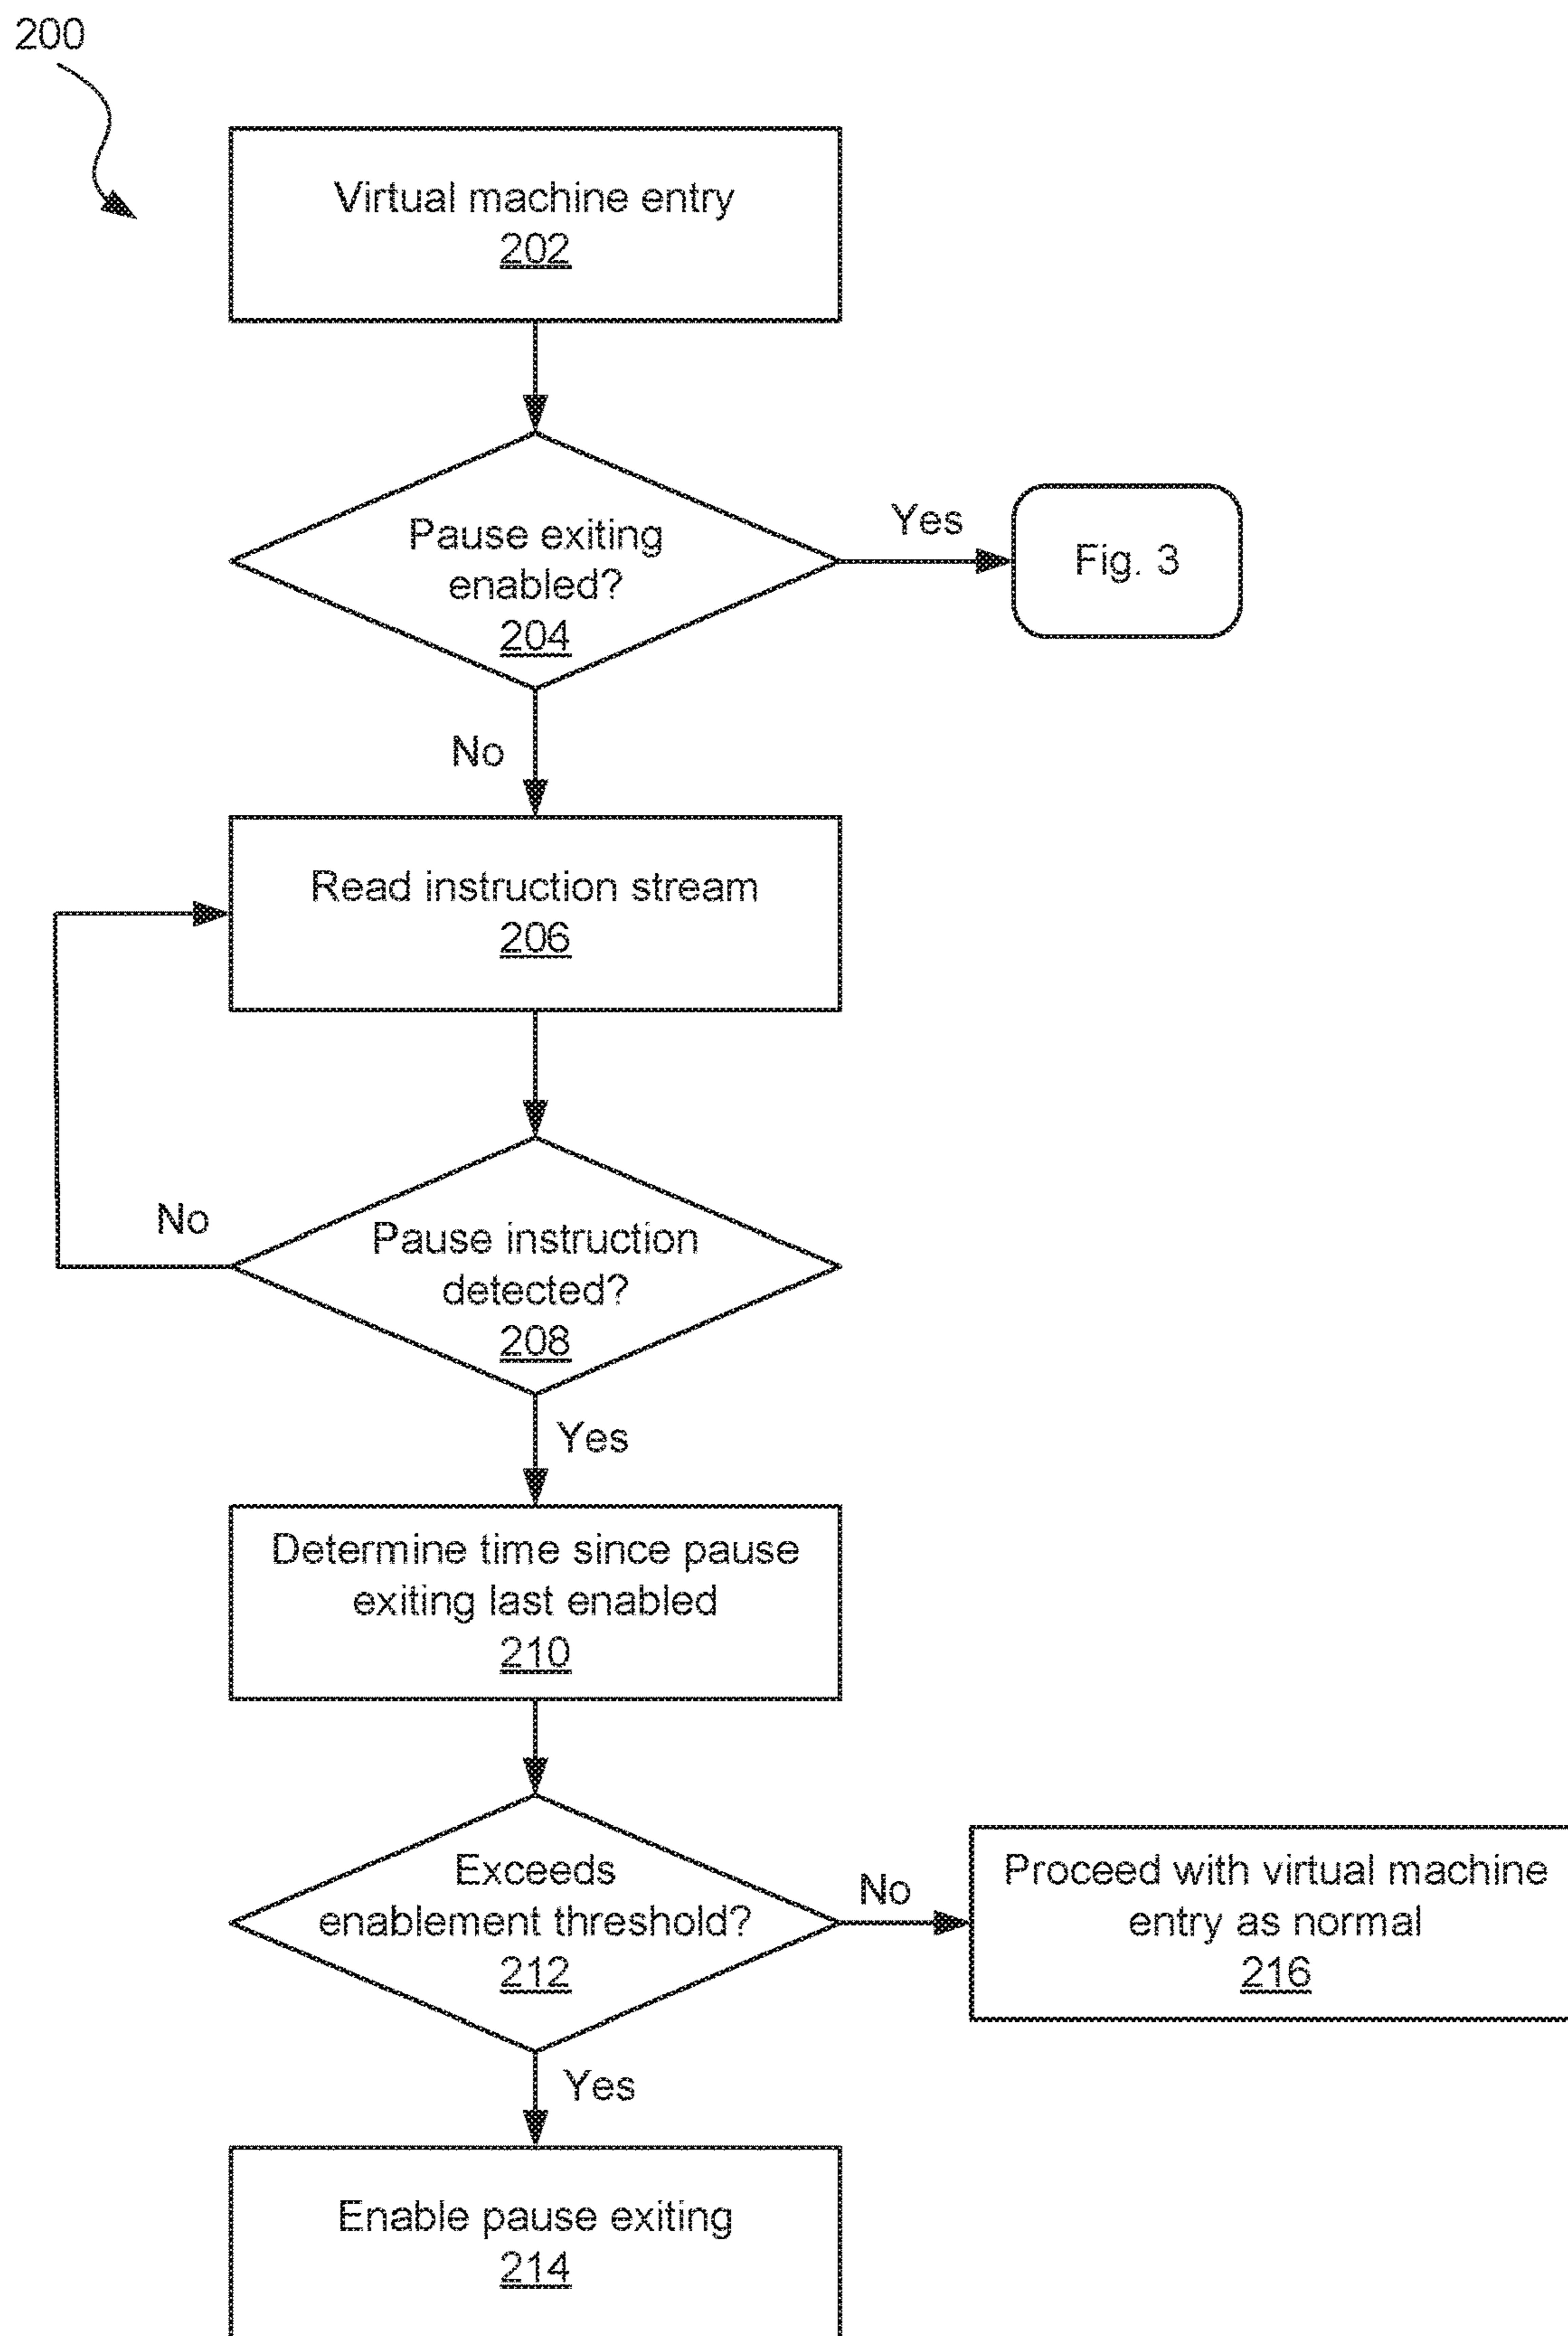 200
Virtual machine entry
202
Pause exiting
enabled?
204
Yes
Fig. 3
No
Read instruction stream
206
No
Pause instruction
detected?
208
Yes
Determine time since pause
exiting last enabled
210
Exceeds
enablement threshold?
212
No
Proceed with virtual machine
entry as normal
216
Yes
Enable pause exiting
214